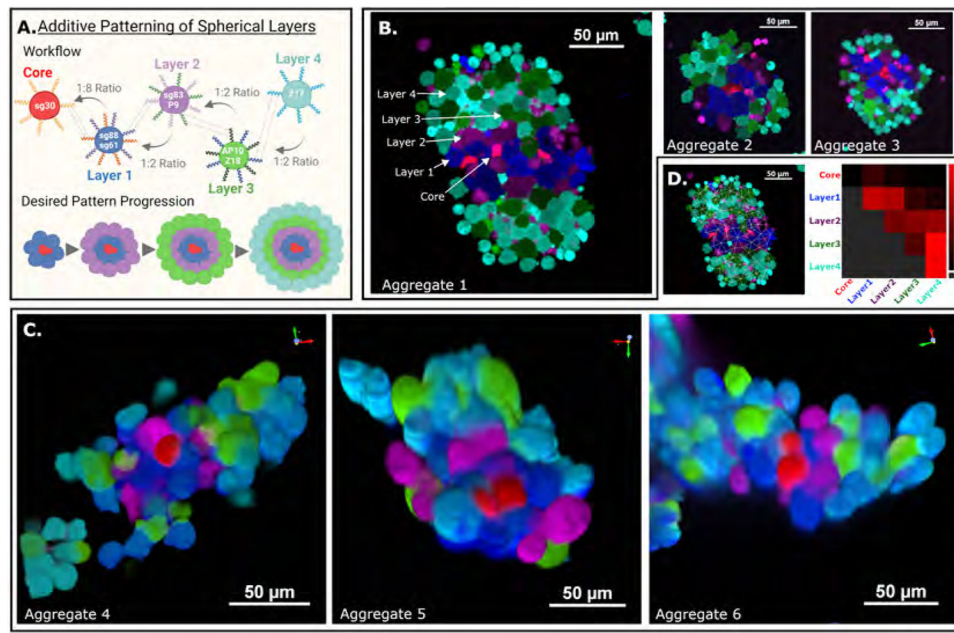 A. Additive Patterning of Spherical Layers
Workflow
Core
Layer 2
Layer 4
1:8 Ratio
1:2 Ratio
sg30
sg83
P9
sg88
sg61
AP10
Z18
1:2 Ratio
1:2 Ratio
Layer 1
Layer 3
Desired Pattern Progression
B.
50 µm
Layer 4
Layer 3
Layer 2
Layer 1
Core
Aggregate 1
50 µm
Aggregate 2
50 µm
Aggregate 3
D.
50 µm
Core
Layer1
Layer2
Layer3
Layer4
Core
Layer1
Layer2
Layer3
Layer4
C.
50 µm
Aggregate 4
50 µm
Aggregate 5
50 µm
Aggregate 6